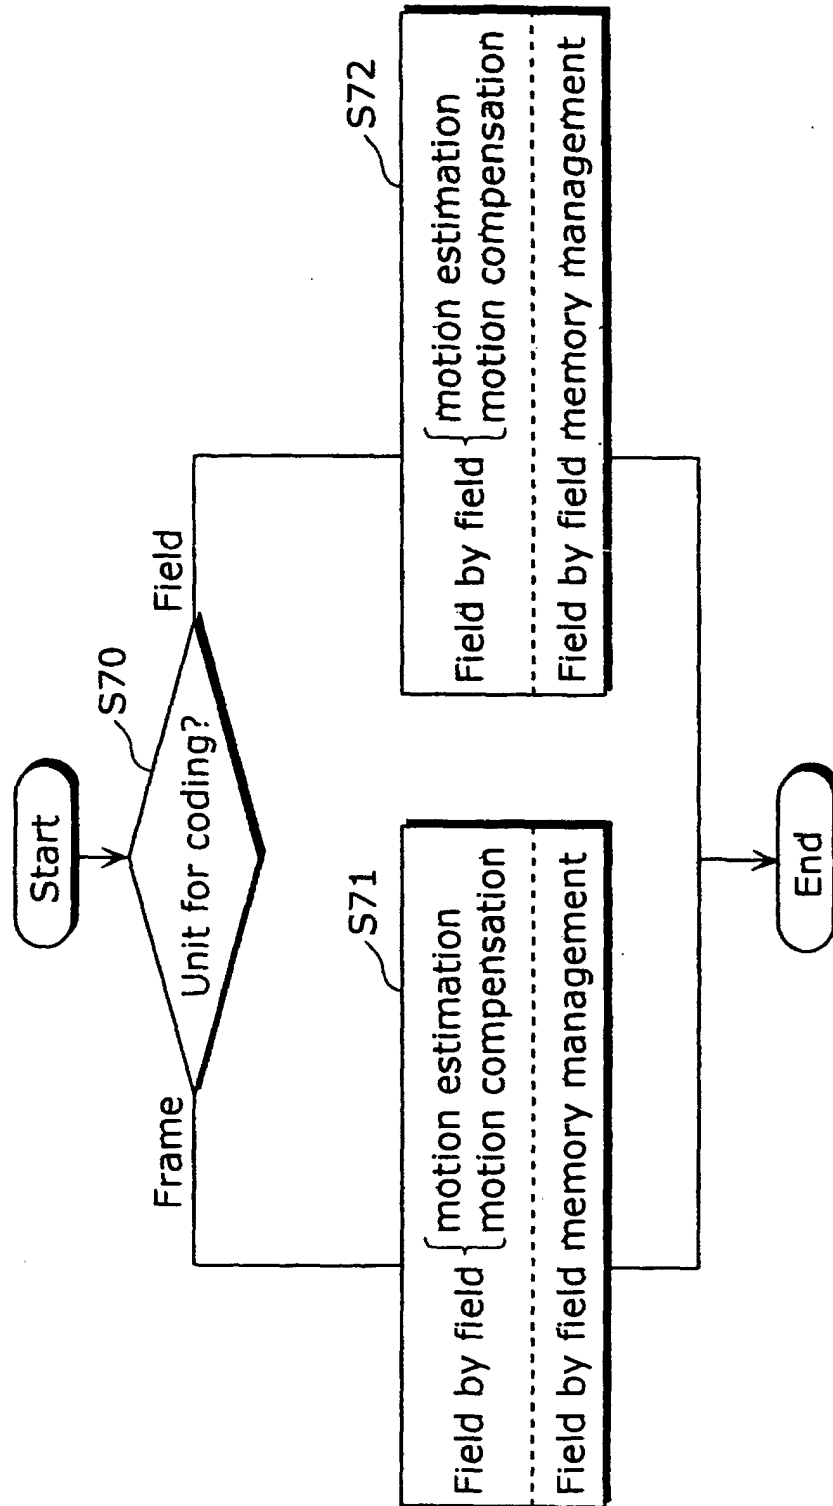 Start
S70
Unit for coding?
Frame
Field
S71
Field by field { motion estimation
motion compensation
Field by field memory management
S72
Field by field { motion estimation
motion compensation
Field by field memory management
End